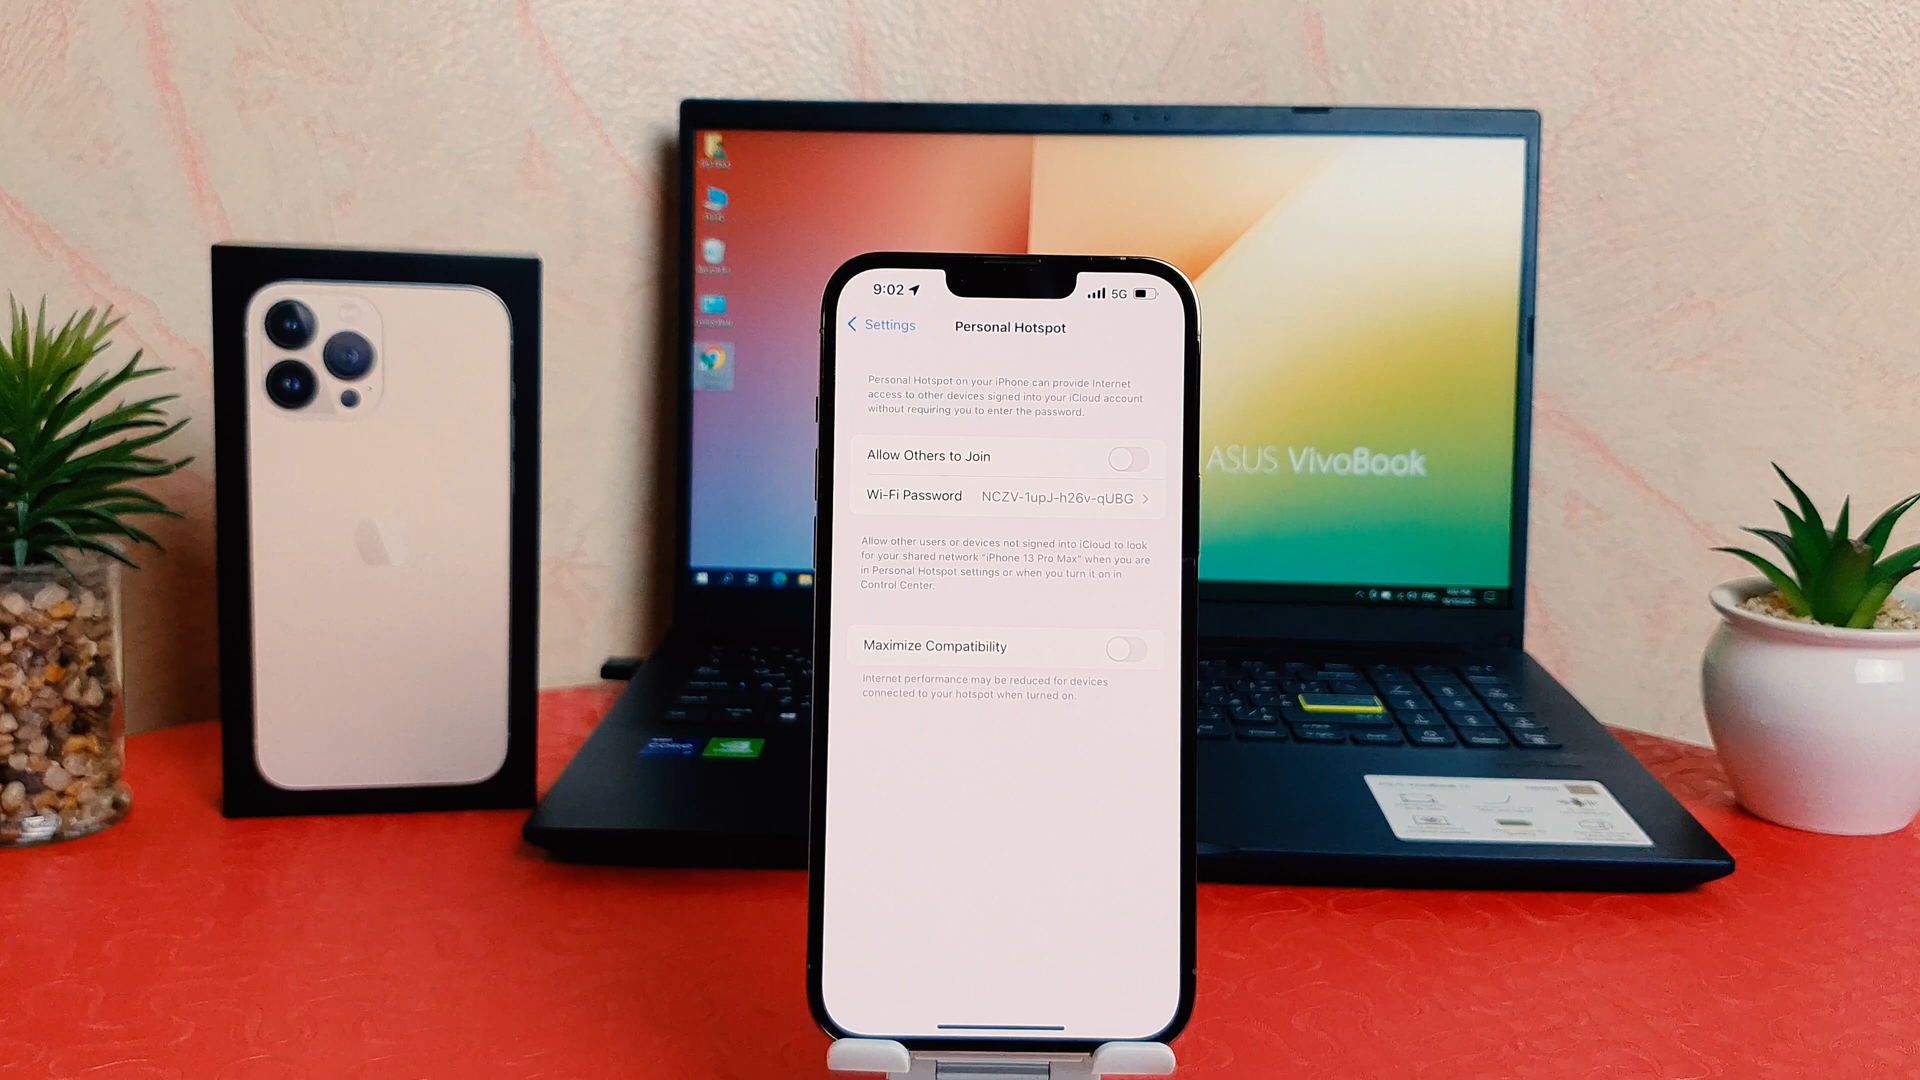 9:02
5G
Settings
Personal Hotspot
Personal Hotspot on your iPhone can provide Internet
access to other devices signed into your iCloud account
without requiring you to enter the password.
Allow Others to Join
Wi-Fi Password NCZV-1upJ-h26v-qUBG
Allow other users or devices not signed into iCloud to look
for your shared network "iPhone 13 Pro Max" when you are
in Personal Hotspot settings or when you turn it on in
Control Center.
Maximize Compatibility
Internet performance may be reduced for devices
connected to your hotspot when turned on.
ASUS VivoBook